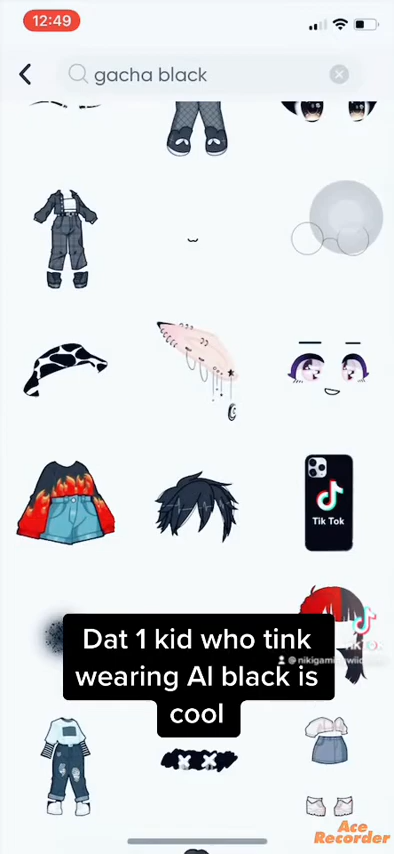 12:49
gacha black
Tik Tok
Dat 1 kid who tink
wearing Al black is
cool
Ace
Recorder